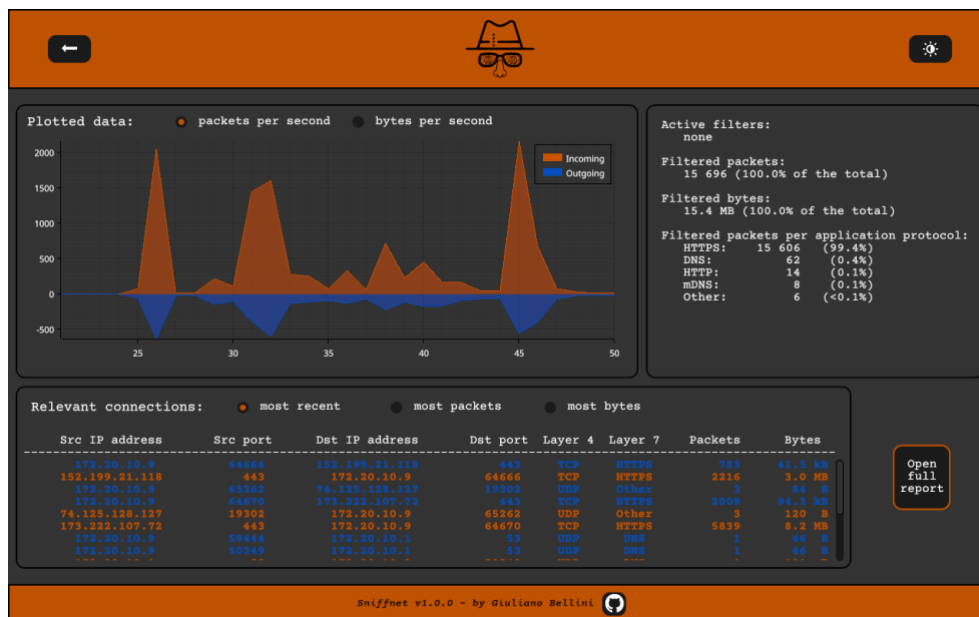 Plotted data: packets per second bytes per second
2000
1500
1000
500
0
-500
25 30 35 40 45 50
Incoming
Outgoing
Active filters:
none
Filtered packets:
15 696 (100.0% of the total)
Filtered bytes:
15.4 MB (100.0% of the total)
Filtered packets per application protocol:
HTTPS: 15 606 (99.4%)
DNS: 62 (0.4%)
HTTP: 14 (0.1%)
mDNS: 8 (0.1%)
Other: 6 (<0.1%)
Relevant connections: most recent most packets most bytes
Src IP address Src port Dst IP address Dst port Layer 4 Layer 7 Packets Bytes
172.20.10.9 64666 152.199.21.118 443 TCP HTTPS 783 kB
152.199.21.118 443 172.20.10.9 64666 TCP HTTPS 2216 3.0 MB
172.20.10.9 65262 74.125.128.127 19302 UDP Other 3 B
172.20.10.9 64670 173.222.107.72 443 TCP HTTPS 2005 kB
74.125.128.127 19302 172.20.10.9 65262 UDP Other 3 120 B
173.222.107.72 443 172.20.10.9 64670 TCP HTTPS 5839 8.2 MB
172.20.10.9 59444 172.20.10.1 53 UDP DNS 1 46 B
172.20.10.9 50349 172.20.10.1 53 UDP DNS 1 46 B
Open
full
report
Sniffnet v1.0.0 - by Giuliano Bellini